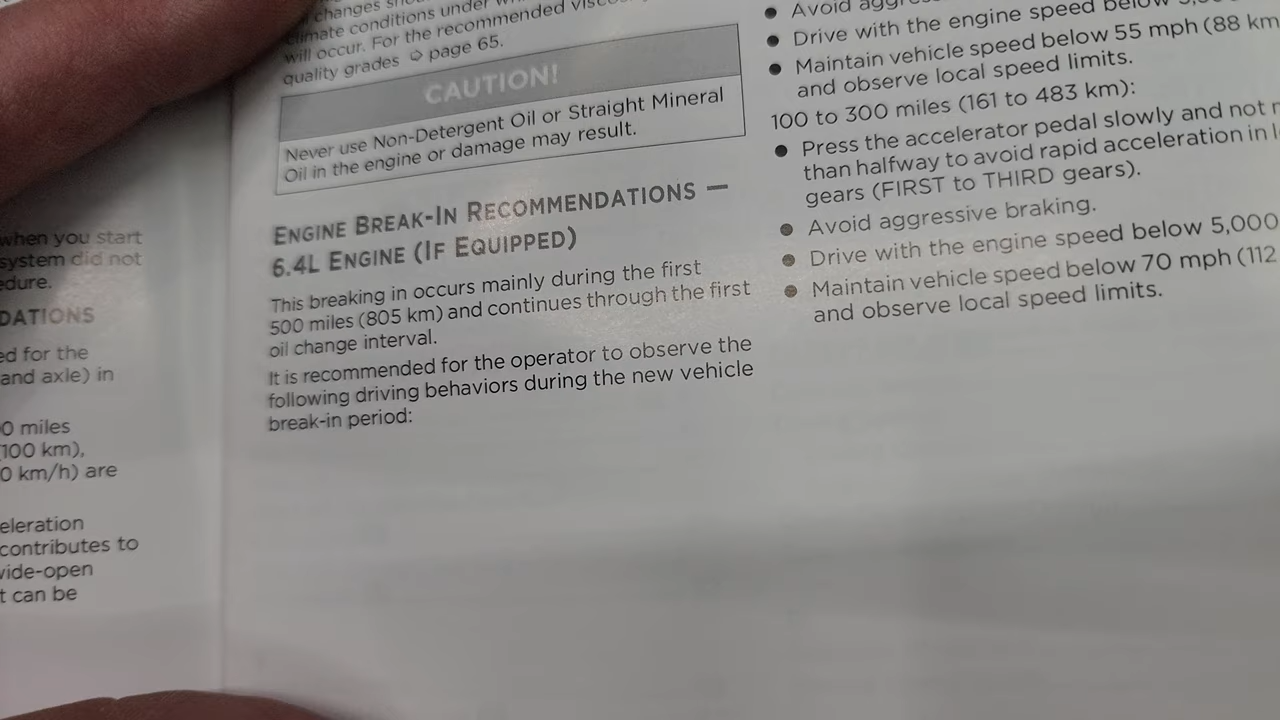 when you start
system did not
edure.
DATIONS
ed for the
and axle) in
0 miles
100 km),
0 km/h) are
eleration
contributes to
vide-open
t can be
changes
climate conditions under
will occur. For the recommended
quality grades ➩ page 65.
CAUTION!
Never use Non-Detergent Oil or Straight Mineral
Oil in the engine or damage may result.
ENGINE BREAK-IN RECOMMENDATIONS —
6.4L ENGINE (IF EQUIPPED)
This breaking in occurs mainly during the first
500 miles (805 km) and continues through the first
oil change interval.
It is recommended for the operator to observe the
following driving behaviors during the new vehicle
break-in period:
● Avoid
● Drive with the engine speed below
● Maintain vehicle speed below 55 mph (88 km
and observe local speed limits.
100 to 300 miles (161 to 483 km):
● Press the accelerator pedal slowly and not
than halfway to avoid rapid acceleration in
gears (FIRST to THIRD gears).
● Avoid aggressive braking.
● Drive with the engine speed below 5,000
● Maintain vehicle speed below 70 mph (112
and observe local speed limits.